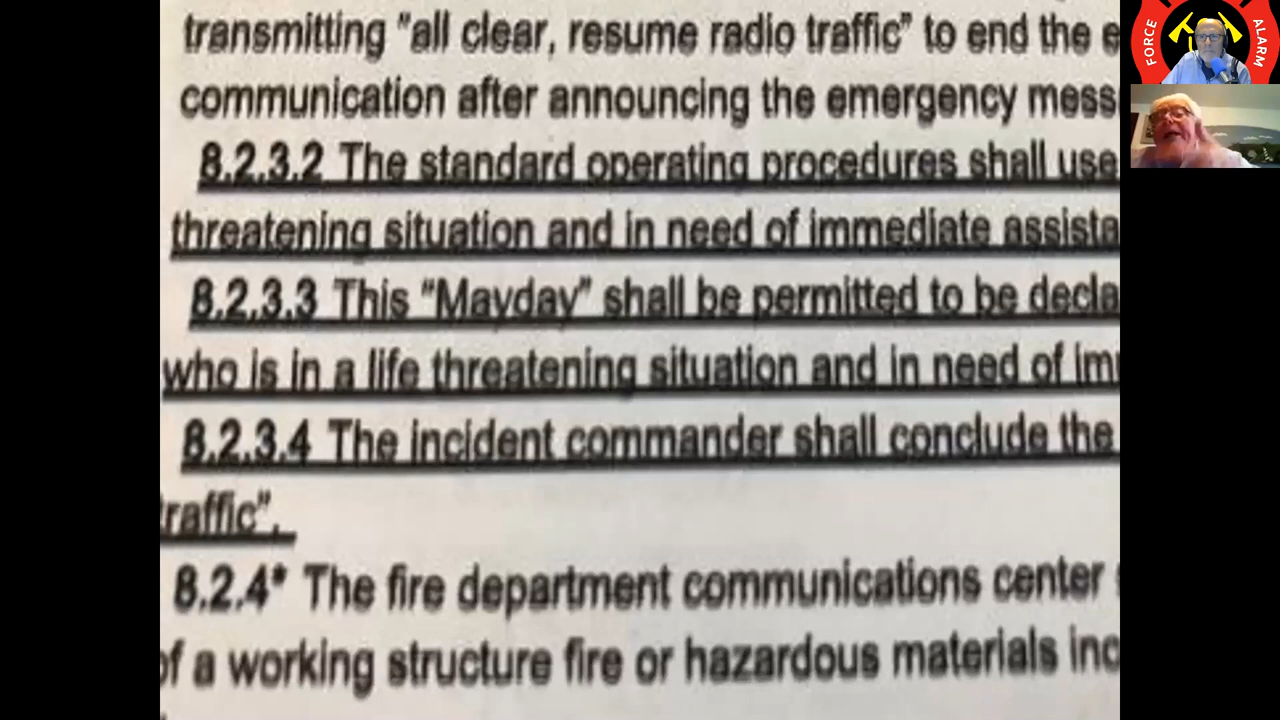 transmitting "all clear, resume radio traffic" to end the e
communication after announcing the emergency mess
8.2.3.2 The standard operating procedures shall use
threatening situation and in need of immediate assista
8.2.3.3 This "Mayday" shall be permitted to be decla
who is in a life threatening situation and in need of im
8.2.3.4 The incident commander shall conclude the
traffic".
8.2.4* The fire department communications center
of a working structure fire or hazardous materials inc
FORCE
ALARM